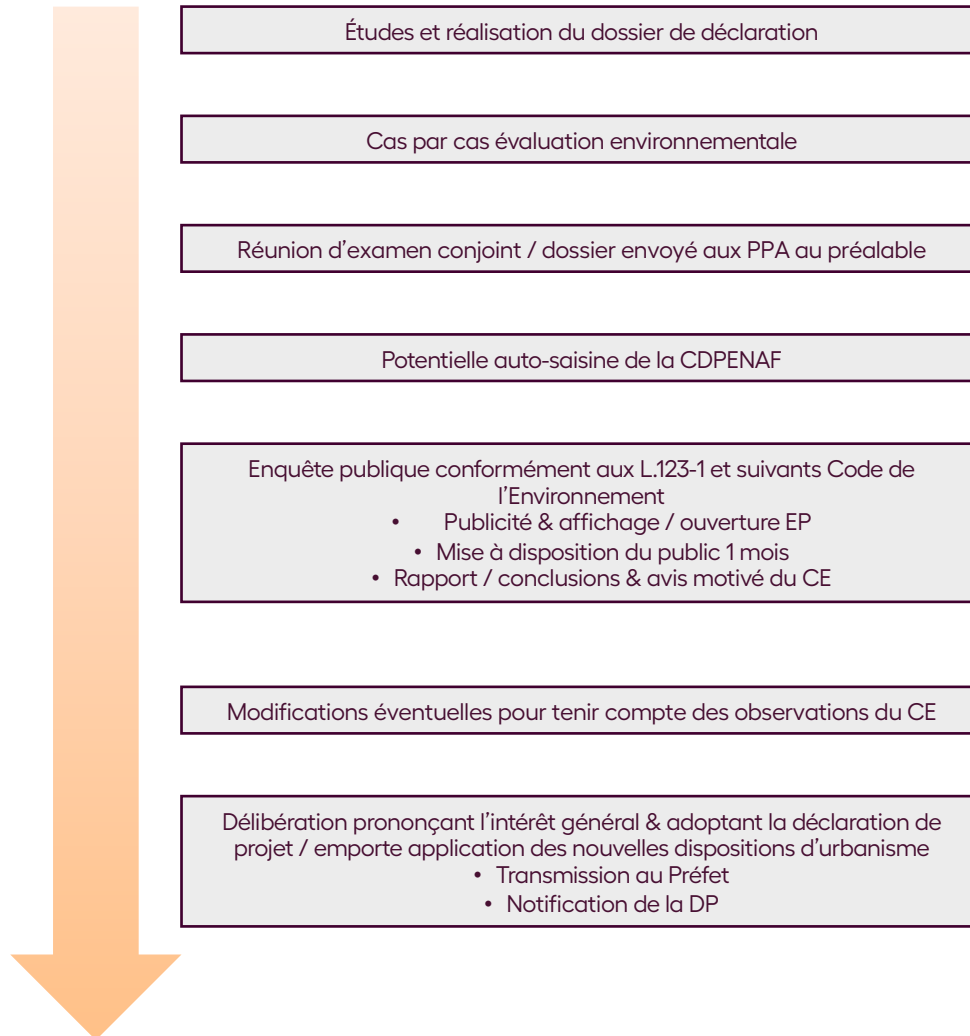 Études et réalisation du dossier de déclaration
Cas par cas évaluation environnementale
Réunion d'examen conjoint / dossier envoyé aux PPA au préalable
Potentielle auto-saisine de la CDPENAF
Enquête publique conformément aux L.123-1 et suivants Code de
l'Environnement
• Publicité & affichage / ouverture EP
• Mise à disposition du public 1 mois
• Rapport / conclusions & avis motivé du CE
Modifications éventuelles pour tenir compte des observations du CE
Délibération prononçant l'intérêt général & adoptant la déclaration de
projet / emporte application des nouvelles dispositions d'urbanisme
• Transmission au Préfet
• Notification de la DP